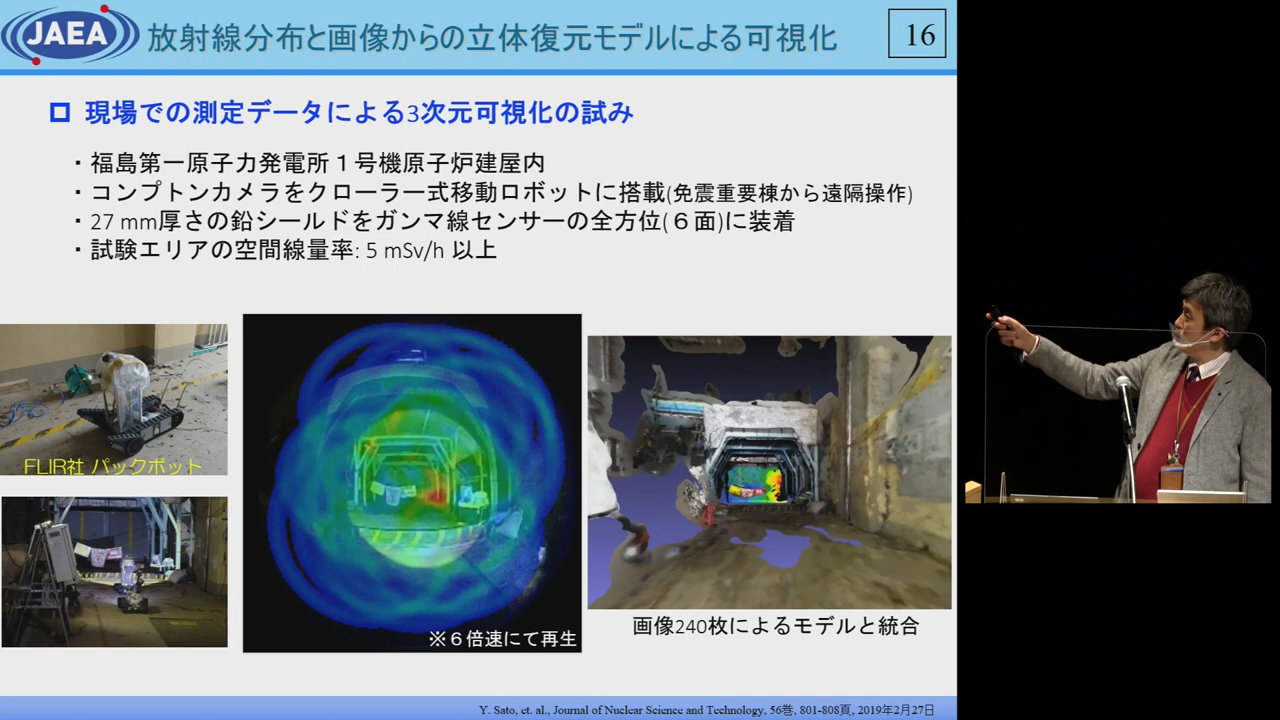 JAEA
放射線分布と画像からの立体復元モデルによる可視化
16
現場での測定データによる3次元可視化の試み
・福島第一原子力発電所１号機原子炉建屋内
・コンプトンカメラをクローラー式移動ロボットに搭載(免震重要棟から遠隔操作)
・27 mm厚さの鉛シールドをガンマ線センサーの全方位(６面)に装着
・試験エリアの空間線量率: 5 mSv/h 以上
FLIR社 パックボット
※６倍速にて再生
画像240枚によるモデルと統合
Y. Sato, et. al., Journal of Nuclear Science and Technology, 56巻, 801-808頁, 2019年2月27日